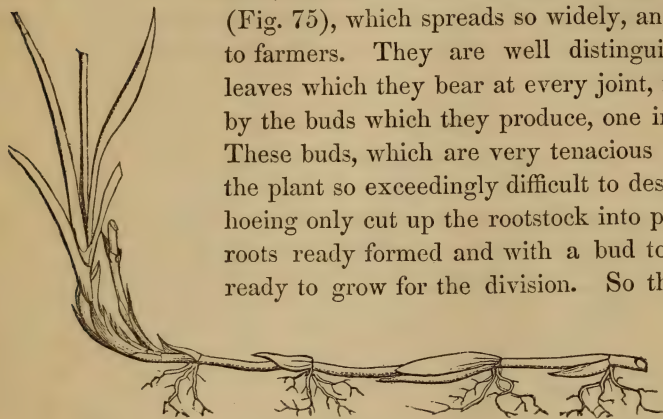 (Fig. 75), which spreads so widely, an
to farmers. They are well distingui
leaves which they bear at every joint,
by the buds which they produce, one i
These buds, which are very tenacious
the plant so exceedingly difficult to des
hoeing only cut up the rootstock into p
roots ready formed and with a bud to
ready to grow for the division. So th